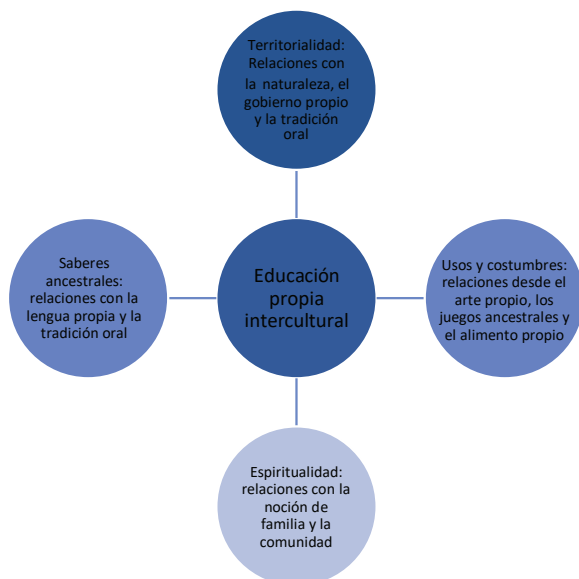 Territorialidad:
Relaciones con
la naturaleza, el
gobierno propio
y la tradición
oral
Saberes
ancestrales:
relaciones con la
lengua propia y la
tradición oral
Educación
propia
intercultural
Usos y costumbres:
relaciones desde el
arte propio, los
juegos ancestrales y
el alimento propio
Espiritualidad:
relaciones con la
noción de
familia y la
comunidad